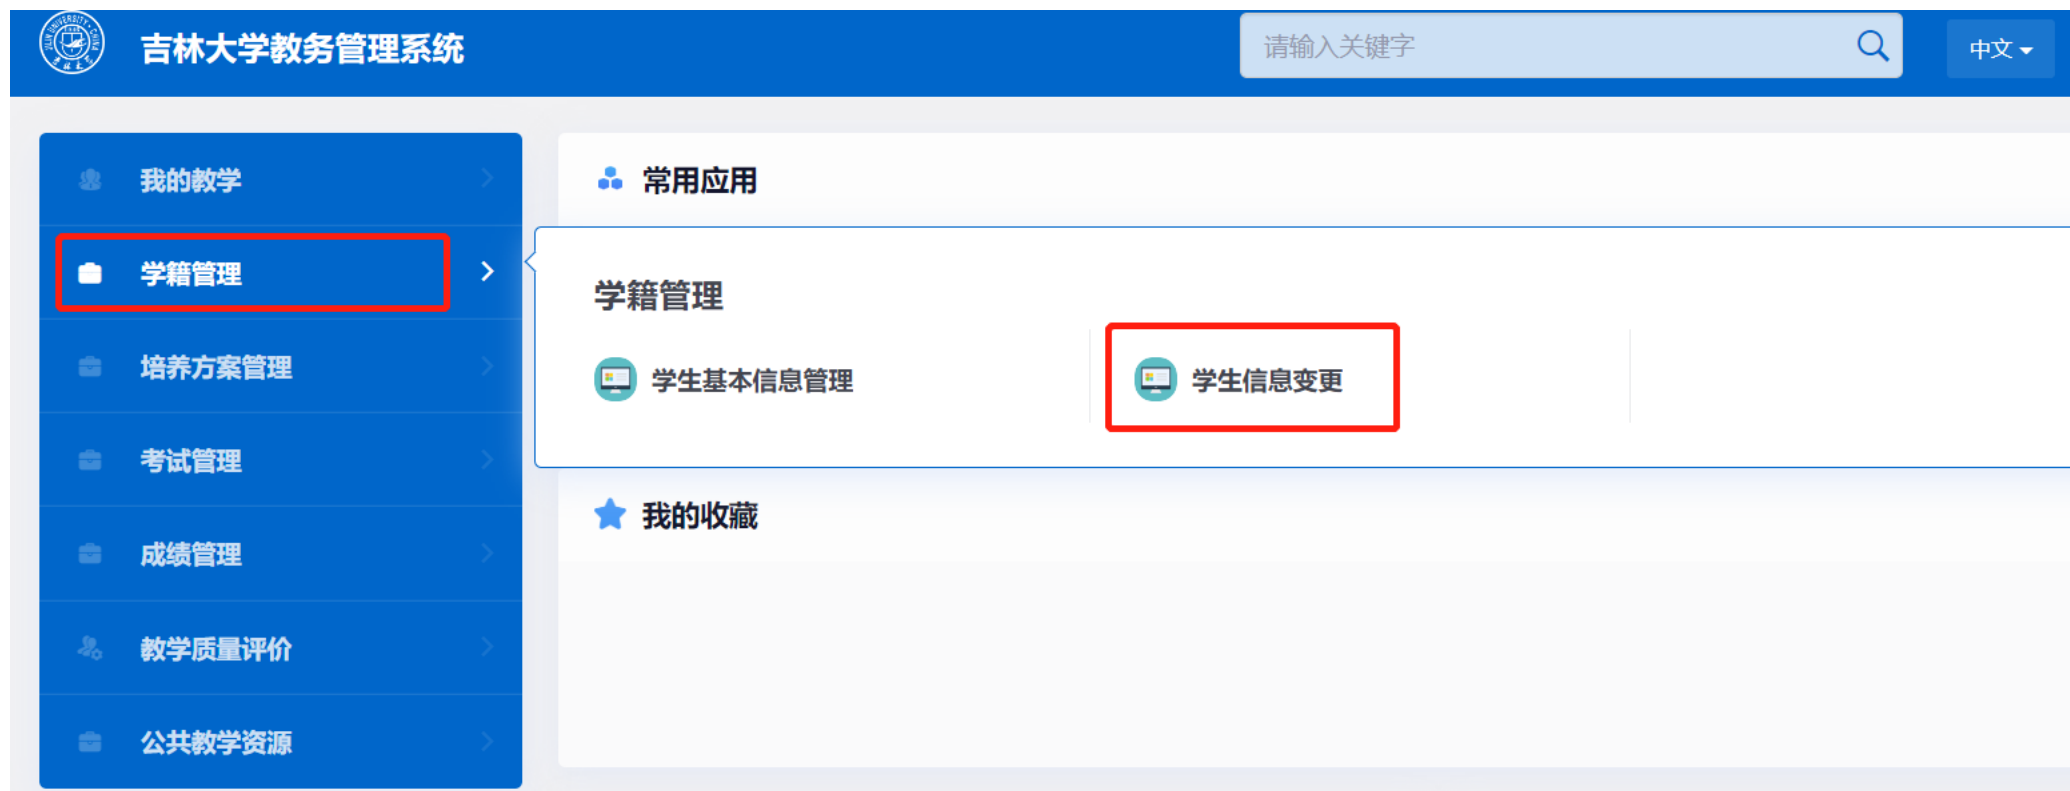 吉林大学教务管理系统
请输入关键字
中文
我的教学
学籍管理
培养方案管理
考试管理
成绩管理
教学质量评价
公共教学资源
常用应用
学籍管理
学生基本信息管理
学生信息变更
我的收藏